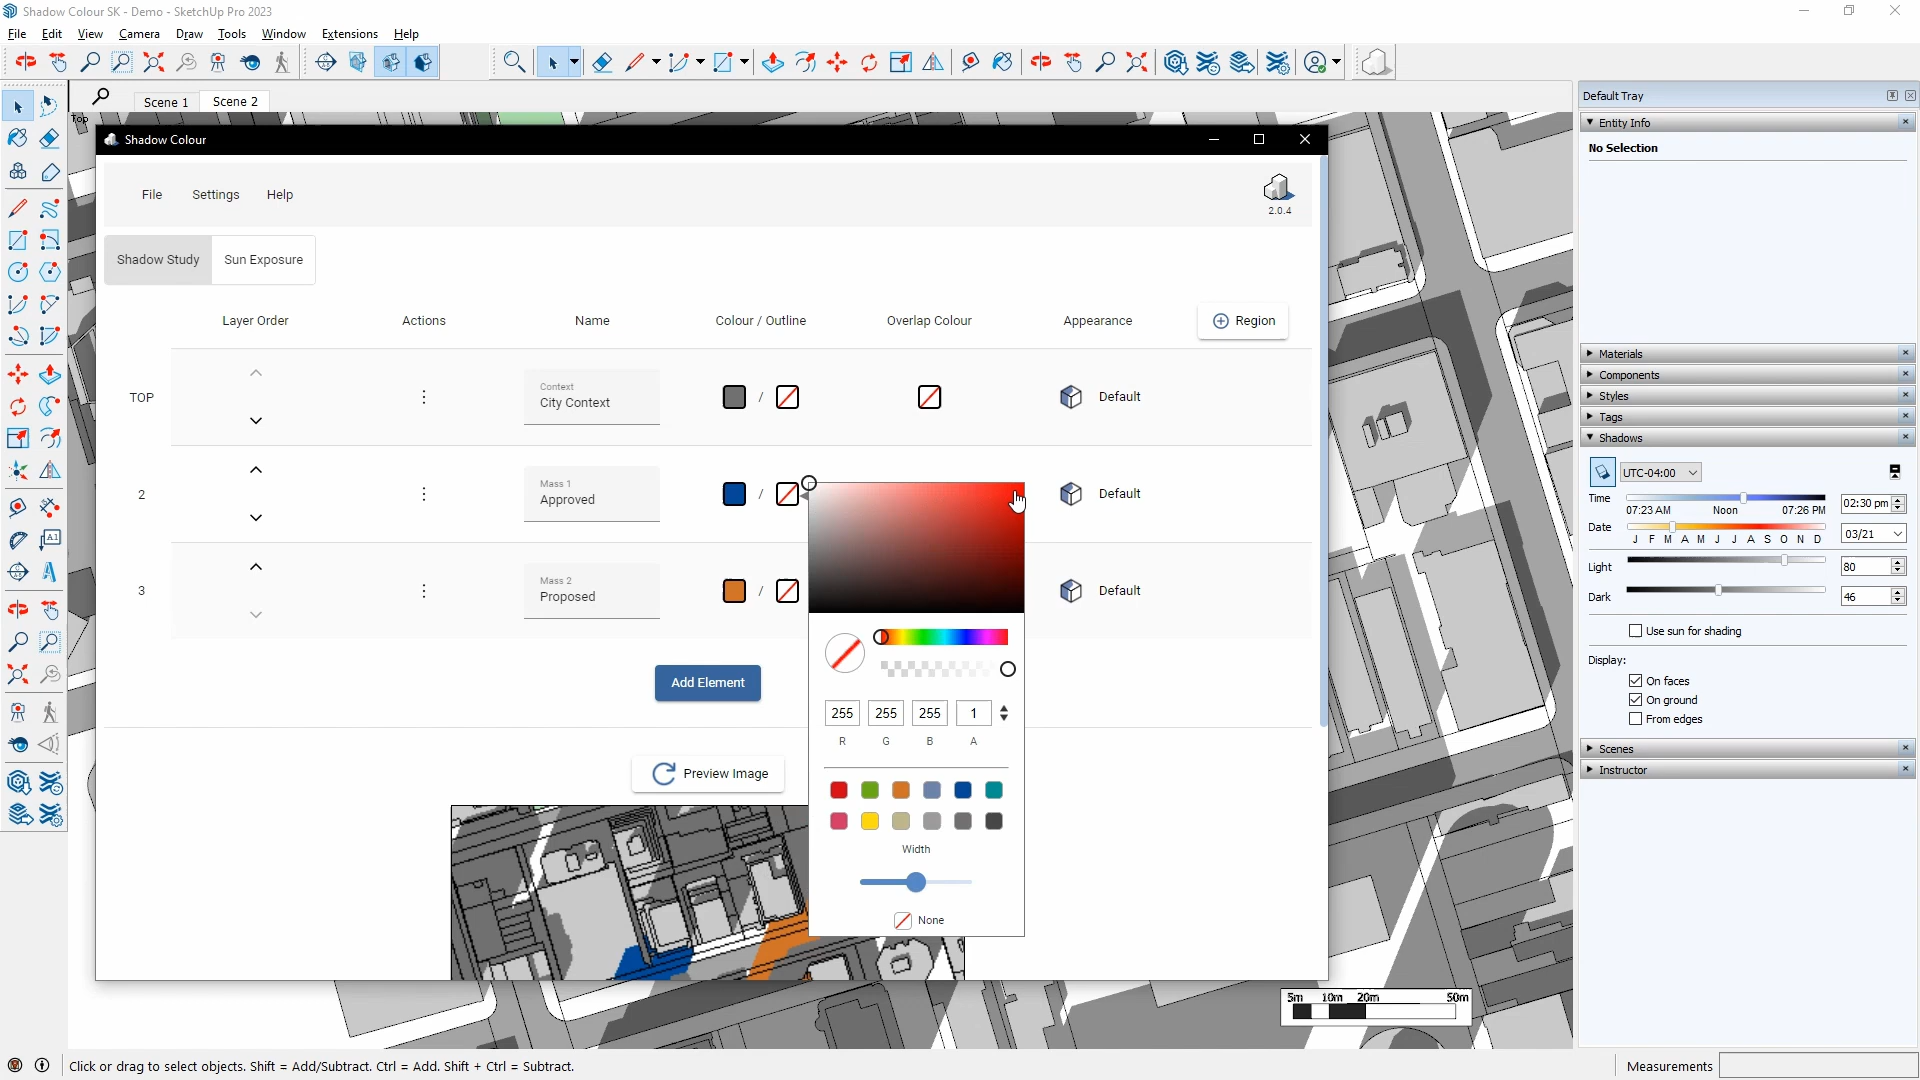 Shadow Colour SK - Demo - SketchUp Pro 2023
File Edit View Camera Draw Tools Window Extensions Help
Scene 1 Scene 2
Top
Shadow Colour
File Settings Help
2.0.4
Shadow Study Sun Exposure
Layer Order Actions Name Colour / Outline Overlap Colour Appearance Region
TOP Context
City Context / Default
2 Mass 1
Approved / Default
3 Mass 2
Proposed / Default
Add Element
255 255 255 1
R G B A
Preview Image
Width
None
5m 10m 20m 50m
Default Tray
Entity Info
No Selection
Materials
Components
Styles
Tags
Shadows
UTC-04:00
Time 07:23 AM Noon 07:26 PM 02:30 pm
Date J F M A M J J A S O N D 03/21
Light 80
Dark 46
Use sun for shading
Display:
On faces
On ground
From edges
Scenes
Instructor
Click or drag to select objects. Shift = Add/Subtract. Ctrl = Add. Shift + Ctrl = Subtract.
Measurements